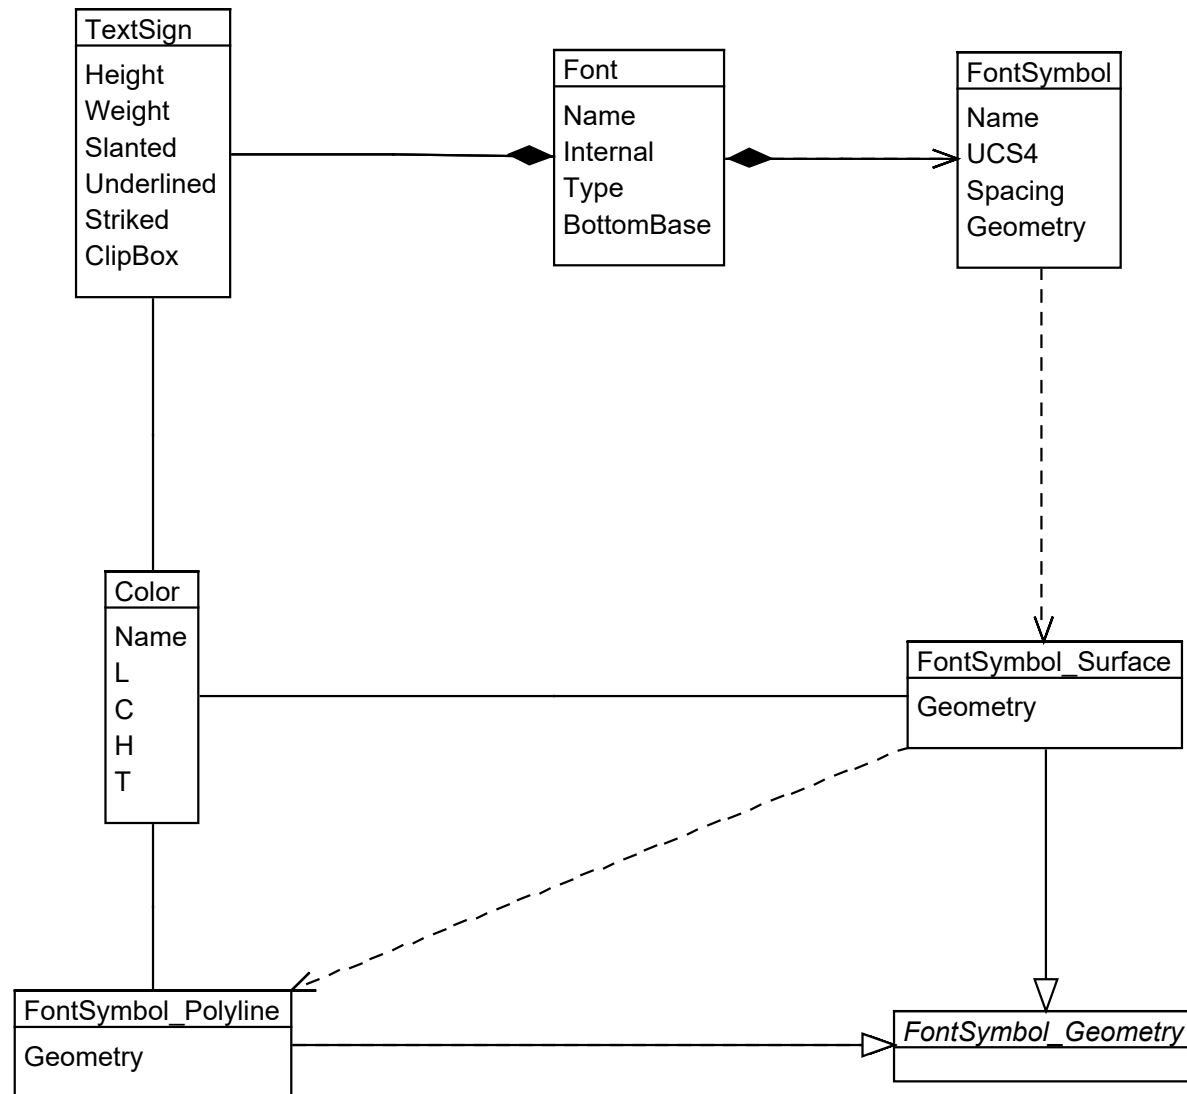 TextSign
Height
Weight
Slanted
Underlined
Striked
ClipBox
Font
Name
Internal
Type
BottomBase
FontSymbol
Name
UCS4
Spacing
Geometry
Color
Name
L
C
H
T
FontSymbol_Surface
Geometry
FontSymbol_Polyline
Geometry
FontSymbol_Geometry